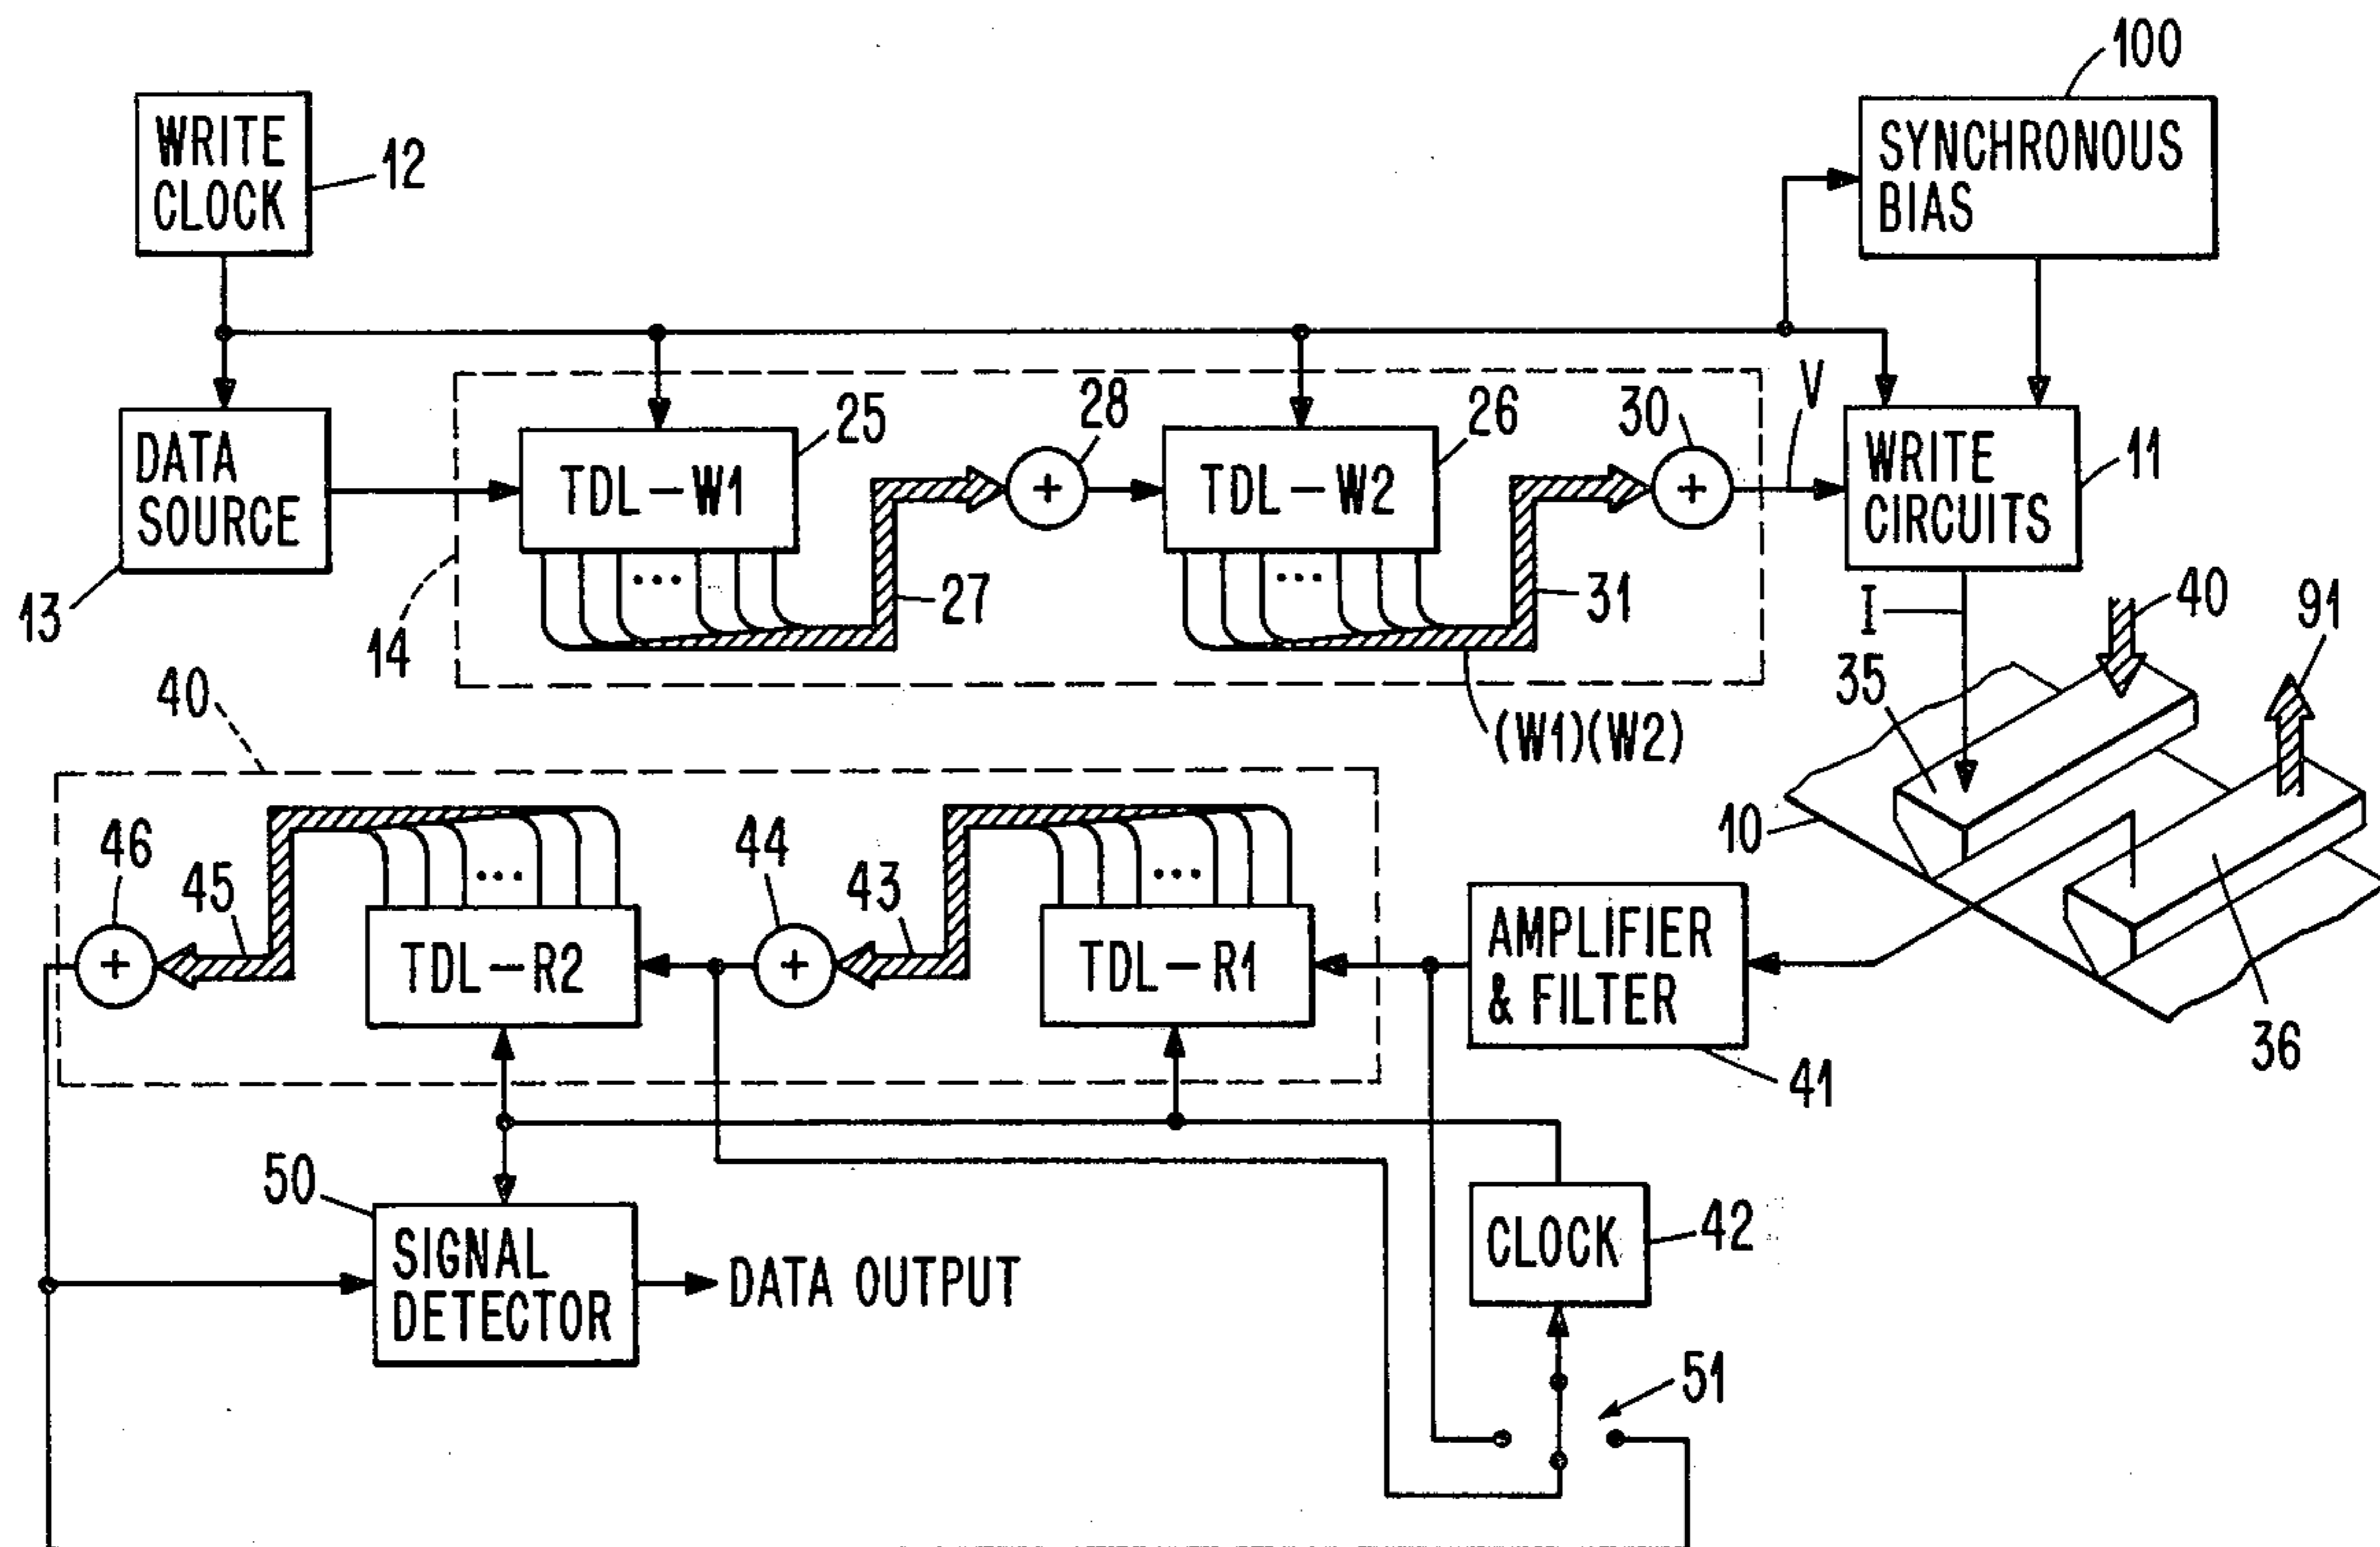 100
WRITE
CLOCK
12
SYNCHRONOUS
BIAS
DATA
SOURCE
13
14
TDL-W1
25
27
28
+
TDL-W2
26
31
30
+
V
WRITE
CIRCUITS
11
(W1)(W2)
I
40
91
35
10
36
40
46
+
45
TDL-R2
44
+
43
TDL-R1
AMPLIFIER
& FILTER
41
50
SIGNAL
DETECTOR
DATA OUTPUT
CLOCK
42
51